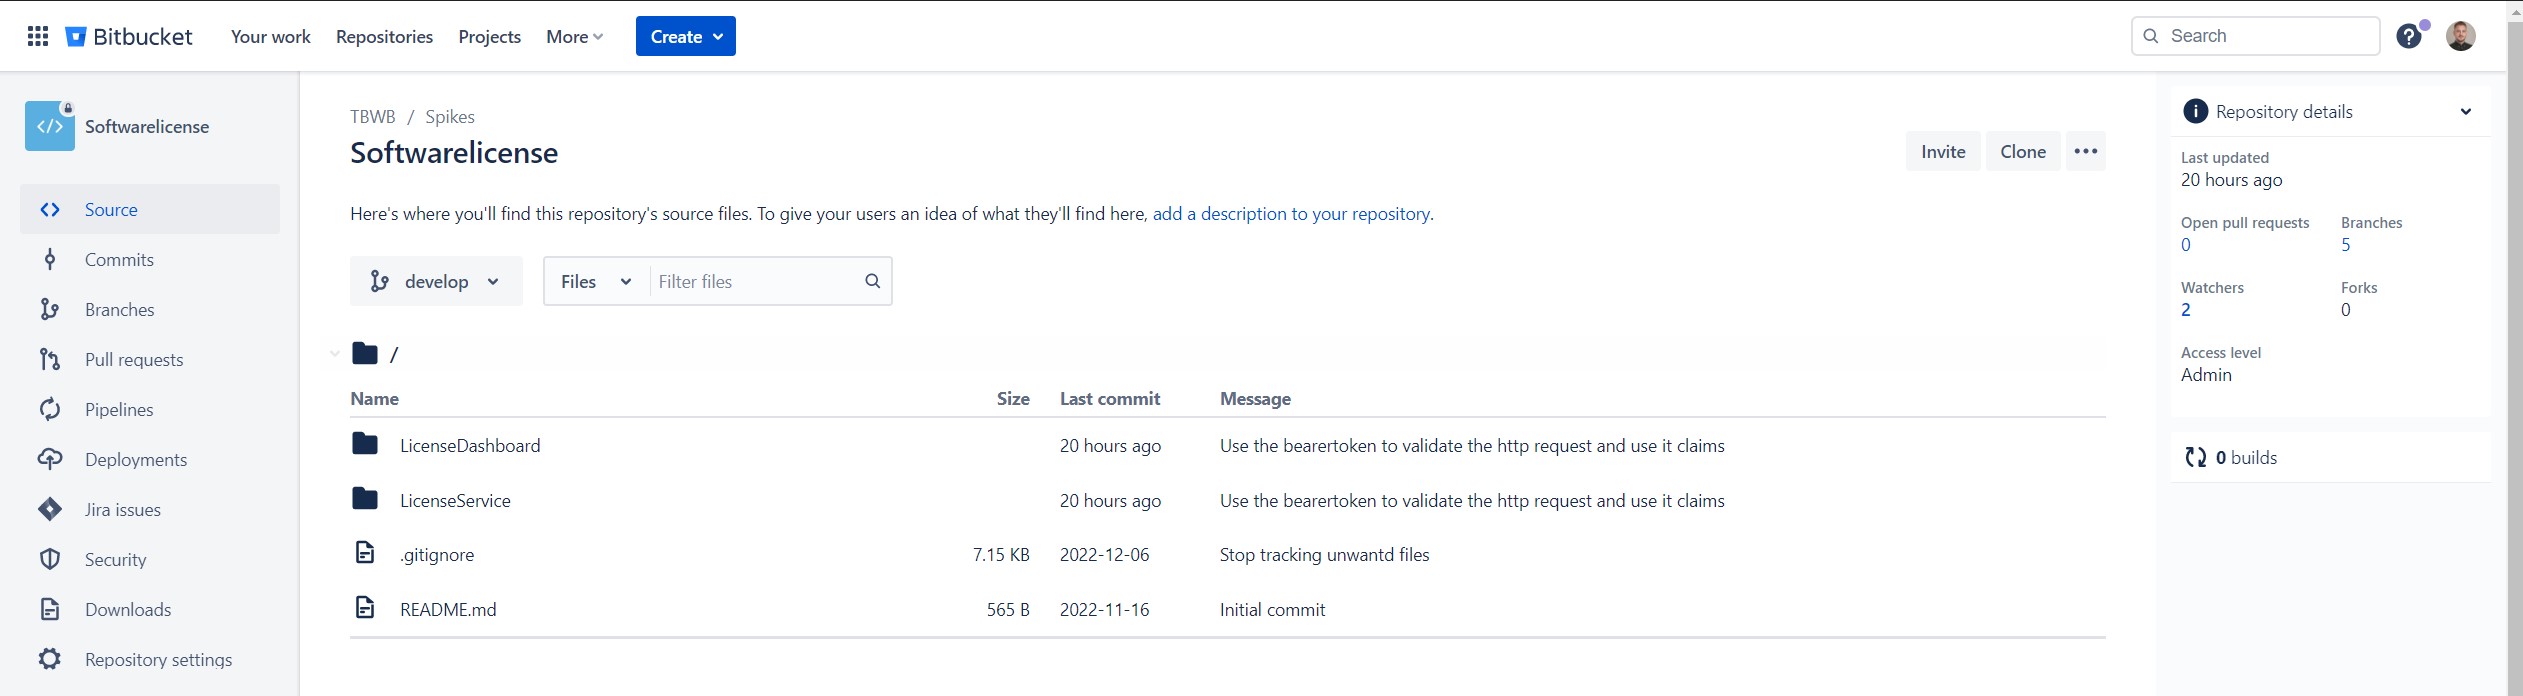 Bitbucket Your work Repositories Projects More Create Search
Softwarelicense
Source
Commits
Branches
Pull requests
Pipelines
Deployments
Jira issues
Security
Downloads
Repository settings
TBWB / Spikes
Softwarelicense
Invite Clone
Here's where you'll find this repository's source files. To give your users an idea of what they'll find here, add a description to your repository.
develop Files Filter files
/
Name Size Last commit Message
LicenseDashboard 20 hours ago Use the bearertoken to validate the http request and use it claims
LicenseService 20 hours ago Use the bearertoken to validate the http request and use it claims
.gitignore 7.15 KB 2022-12-06 Stop tracking unwantd files
README.md 565 B 2022-11-16 Initial commit
Repository details
Last updated
20 hours ago
Open pull requests Branches
0 5
Watchers Forks
2 0
Access level
Admin
0 builds